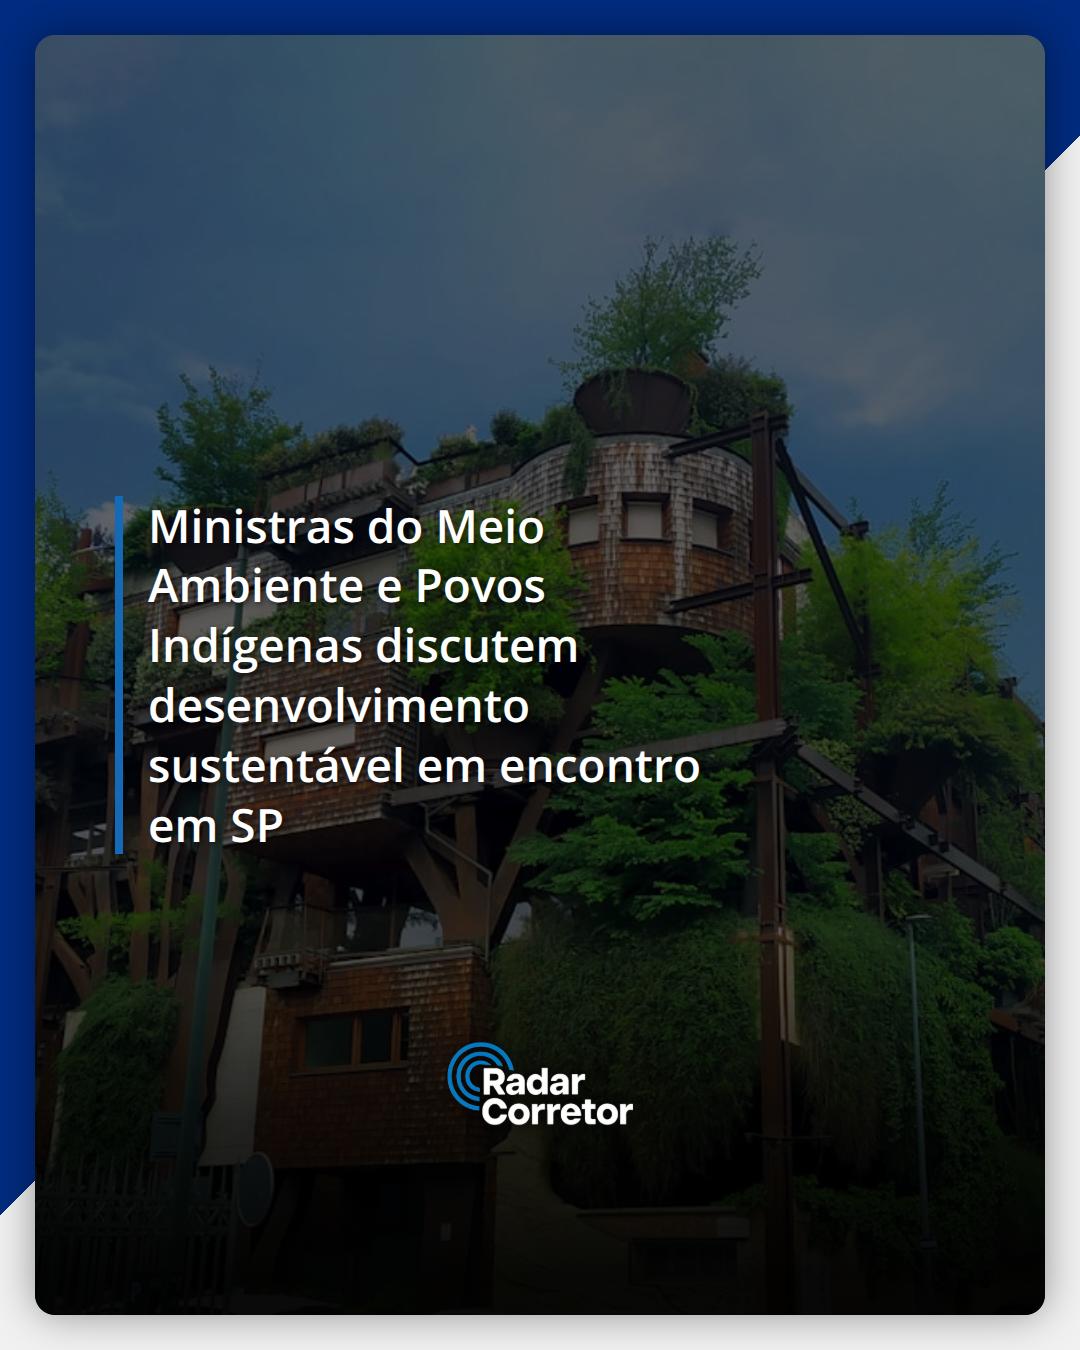 Ministras do Meio
Ambiente e Povos
Indígenas discutem
desenvolvimento
sustentável em encontro
em SP
Radar
Corretor